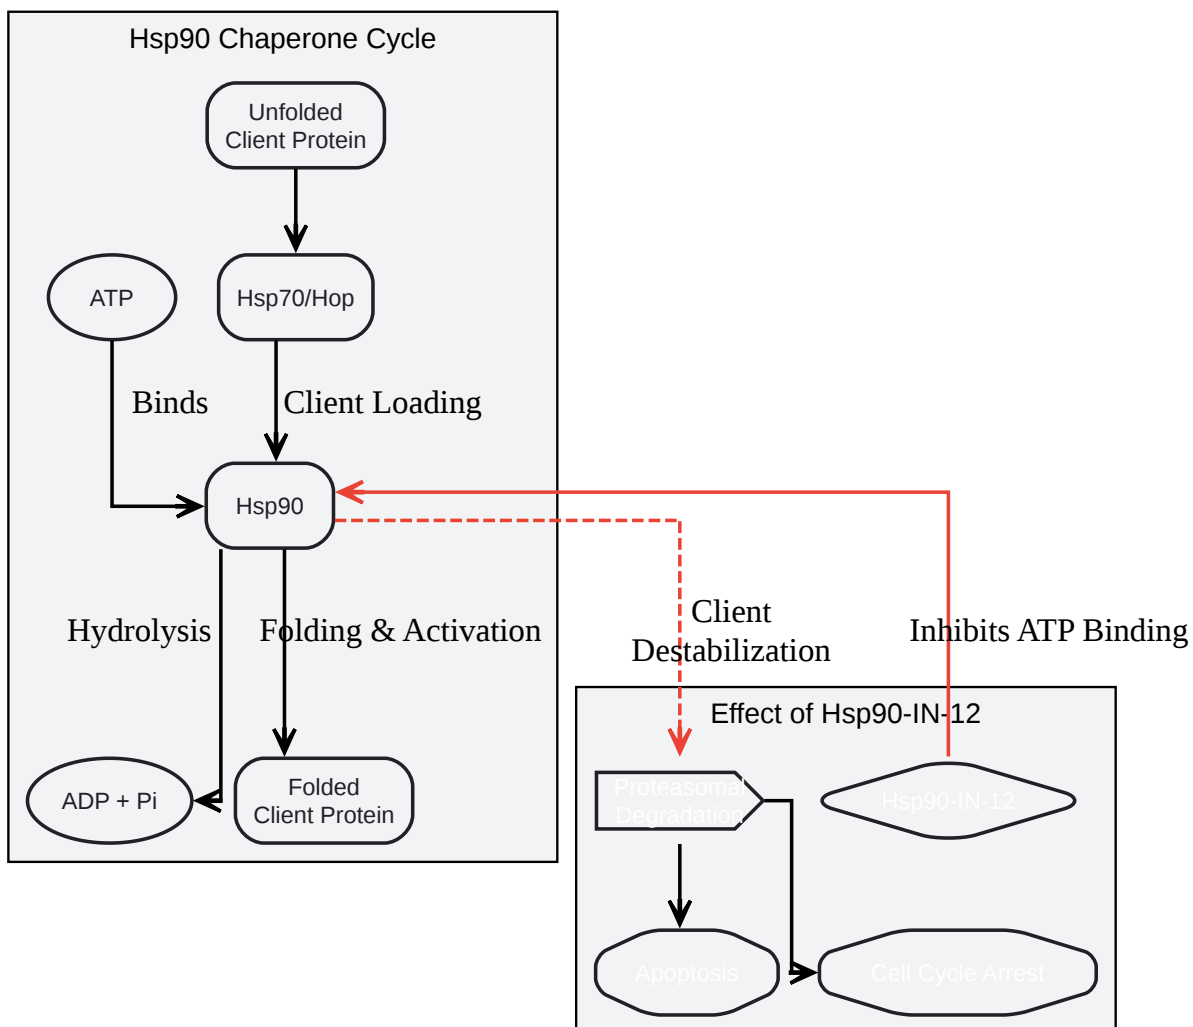 Hsp90 Chaperone Cycle
Unfolded
Client Protein
ATP
Hsp70/Hop
Binds
Client Loading
Hsp90
Hydrolysis
Folding & Activation
Client
Destabilization
Inhibits ATP Binding
Effect of Hsp90-IN-12
ADP + Pi
Folded
Client Protein
Proteasomal
Degradation
Hsp90-IN-12
Apoptosis
Cell Cycle Arrest